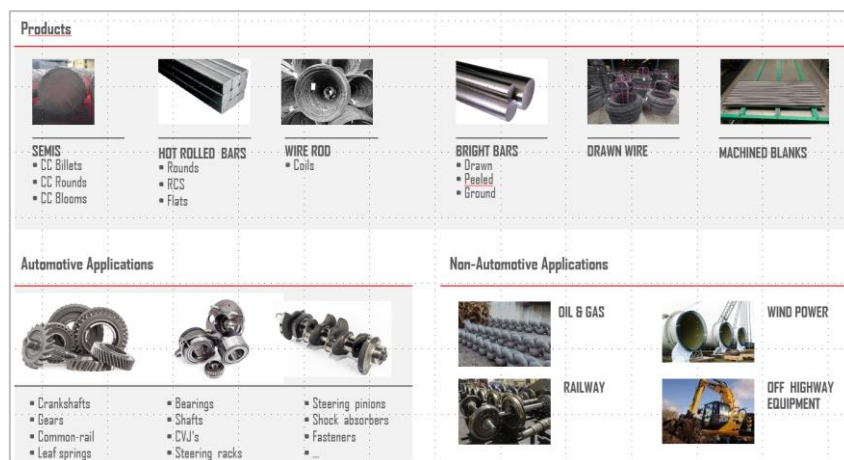 Products
SEMIS
▪ CC Billets
▪ CC Rounds
▪ CC Blooms
HOT ROLLED BARS
▪ Rounds
▪ RCS
▪ Flats
WIRE ROD
▪ Coils
BRIGHT BARS
▪ Drawn
▪ Peeled
▪ Ground
DRAWN WIRE
MACHINED BLANKS
Automotive Applications
▪ Crankshafts
▪ Gears
▪ Common-rail
▪ Leaf springs
▪ Bearings
▪ Shafts
▪ CVJ's
▪ Steering racks
▪ Steering pinions
▪ Shock absorbers
▪ Fasteners
▪ ...
Non-Automotive Applications
OIL & GAS
WIND POWER
RAILWAY
OFF HIGHWAY
EQUIPMENT